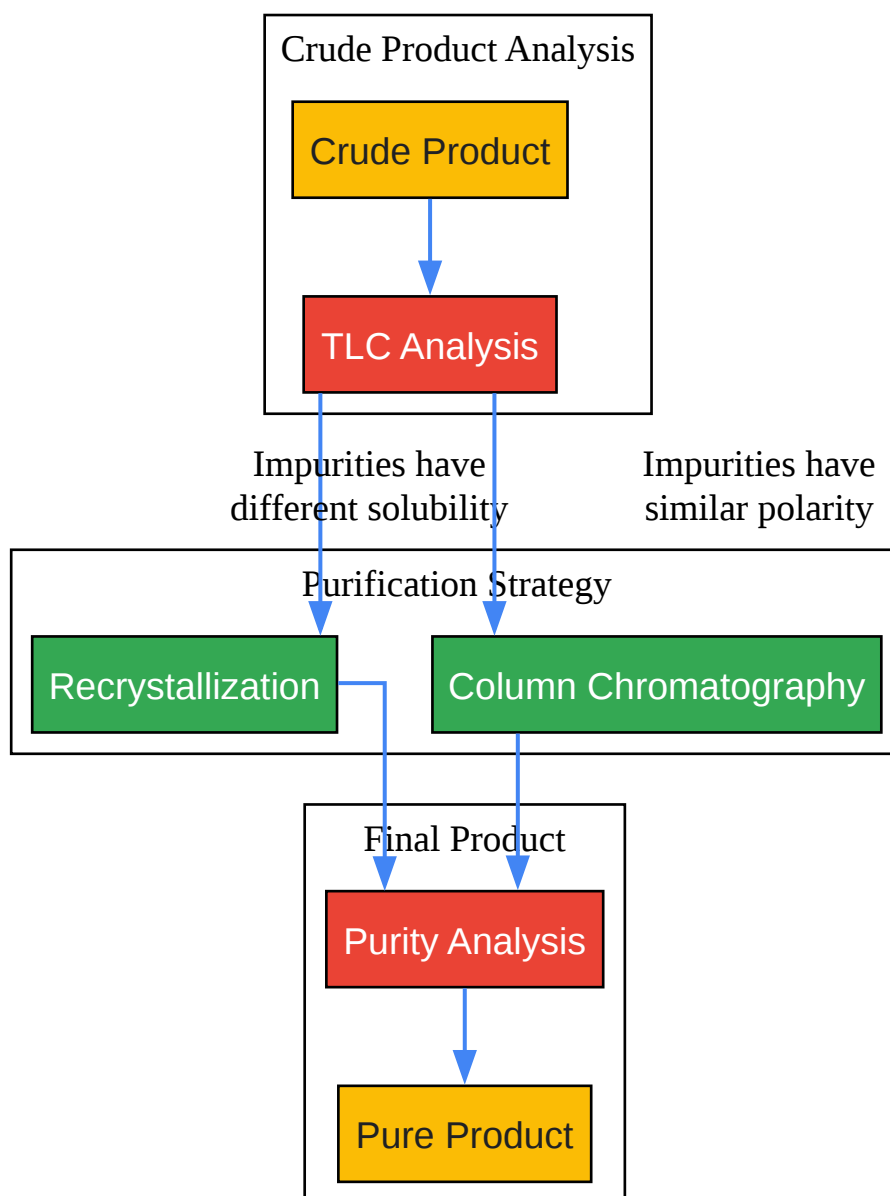 Crude Product Analysis
Crude Product
TLC Analysis
Impurities have
different solubility
Impurities have
similar polarity
Purification Strategy
Recrystallization
Column Chromatography
Final Product
Purity Analysis
Pure Product